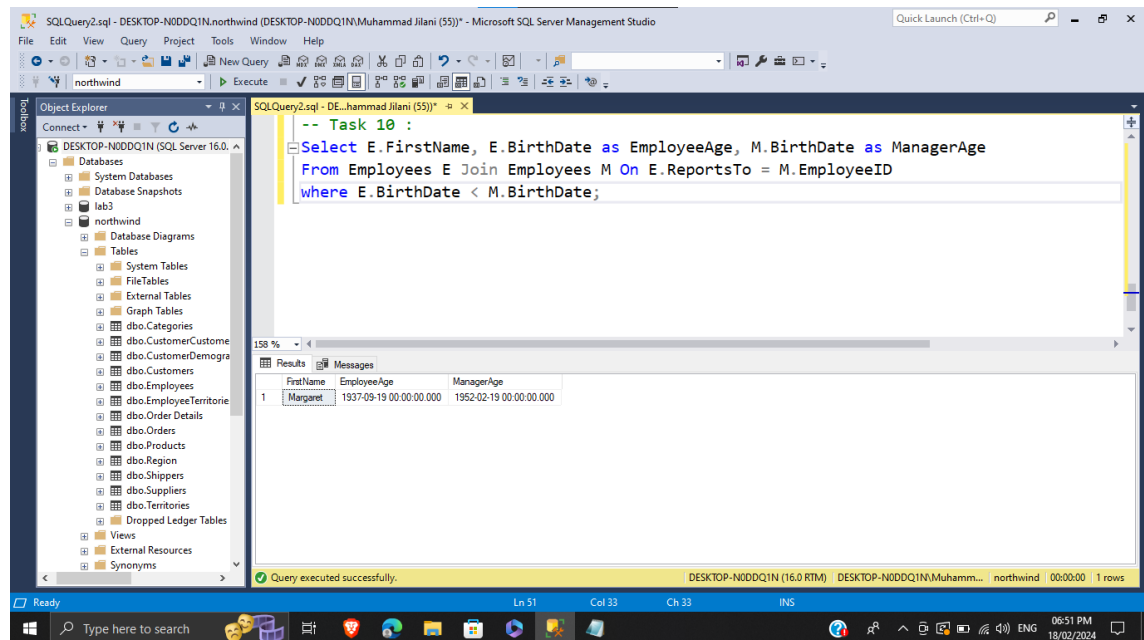 SQLQuery2.sql - DESKTOP-N0DDQ1N.northwind (DESKTOP-N0DDQ1N\Muhammad Jilani (55))* - Microsoft SQL Server Management Studio
Quick Launch (Ctrl+Q)
File Edit View Query Project Tools Window Help
New Query
northwind
Execute
Toolbox
Object Explorer
SQLQuery2.sql - DE...hammad Jilani (55))*
Connect
DESKTOP-N0DDQ1N (SQL Server 16.0.
Databases
System Databases
Database Snapshots
lab3
northwind
Database Diagrams
Tables
System Tables
FileTables
External Tables
Graph Tables
dbo.Categories
dbo.CustomerCustome
dbo.CustomerDemogra
dbo.Customers
dbo.Employees
dbo.EmployeeTerritorie
dbo.Order Details
dbo.Orders
dbo.Products
dbo.Region
dbo.Shippers
dbo.Suppliers
dbo.Territories
Dropped Ledger Tables
Views
External Resources
Synonyms
-- Task 10 :
Select E.FirstName, E.BirthDate as EmployeeAge, M.BirthDate as ManagerAge
From Employees E Join Employees M On E.ReportsTo = M.EmployeeID
where E.BirthDate < M.BirthDate;
158 %
Results Messages
FirstName EmployeeAge ManagerAge
1 Margaret 1937-09-19 00:00:00.000 1952-02-19 00:00:00.000
Query executed successfully.
DESKTOP-N0DDQ1N (16.0 RTM) DESKTOP-N0DDQ1N\Muhamm... northwind 00:00:00 1 rows
Ready Ln 51 Col 33 Ch 33 INS
Type here to search
ENG
06:51 PM
18/02/2024